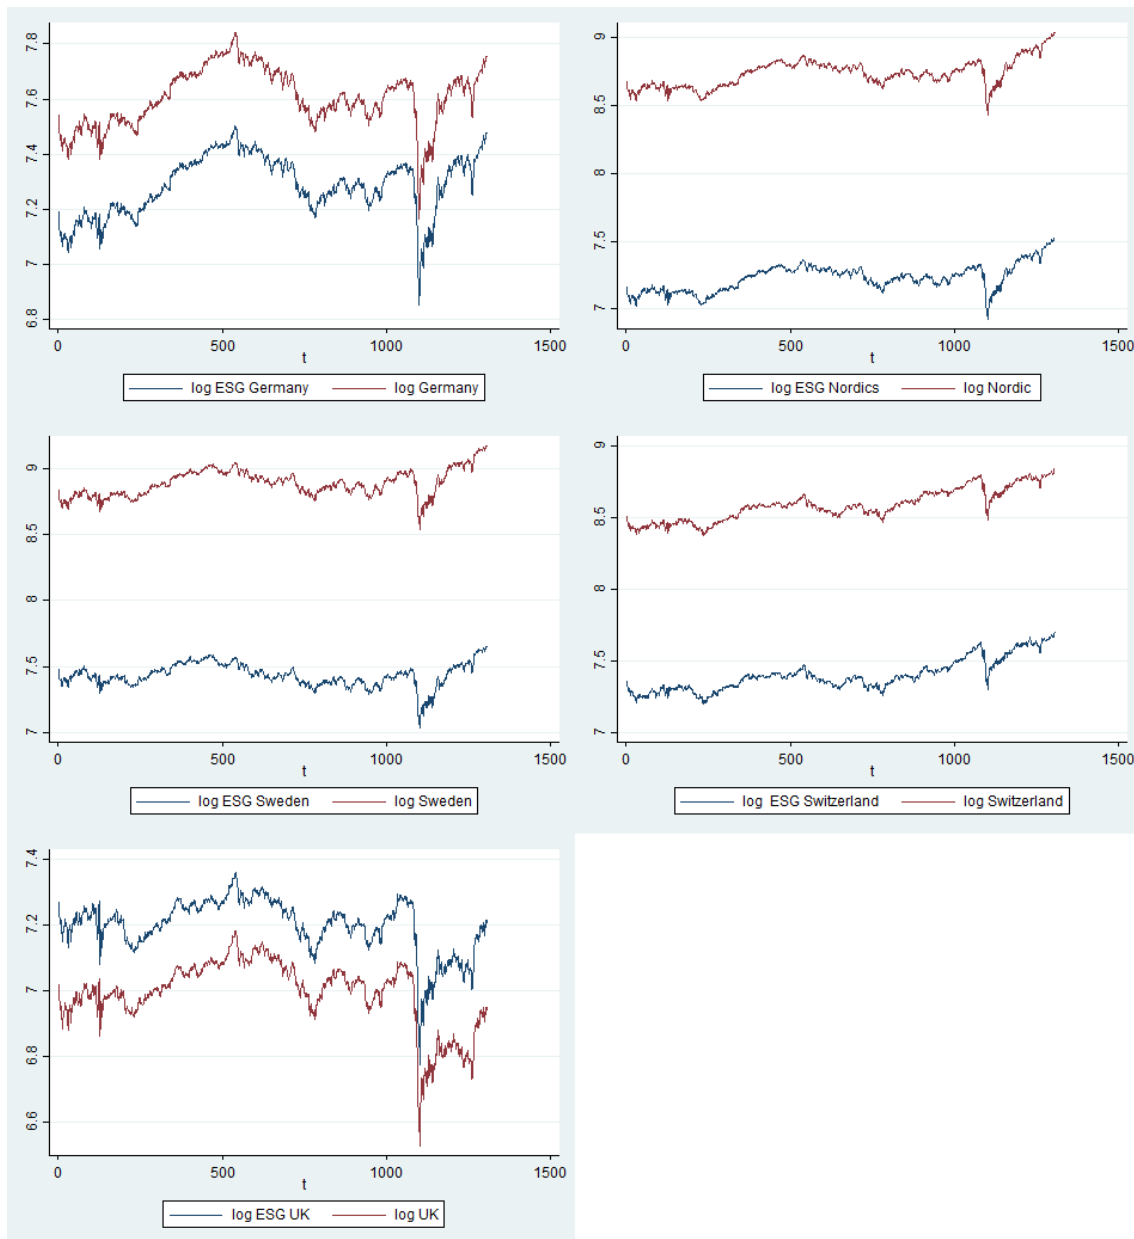 7.8
7.6
7.4
7.2
7
6.8
0 500 1000 1500
t
log ESG Germany log Germany
9
8.5
8
7.5
7
0 500 1000 1500
t
log ESG Nordics log Nordic
9
8.5
8
7.5
7
0 500 1000 1500
t
log ESG Sweden log Sweden
9
8.5
8
7.5
7
0 500 1000 1500
t
log ESG Switzerland log Switzerland
7.4
7.2
7
6.8
6.6
0 500 1000 1500
t
log ESG UK log UK